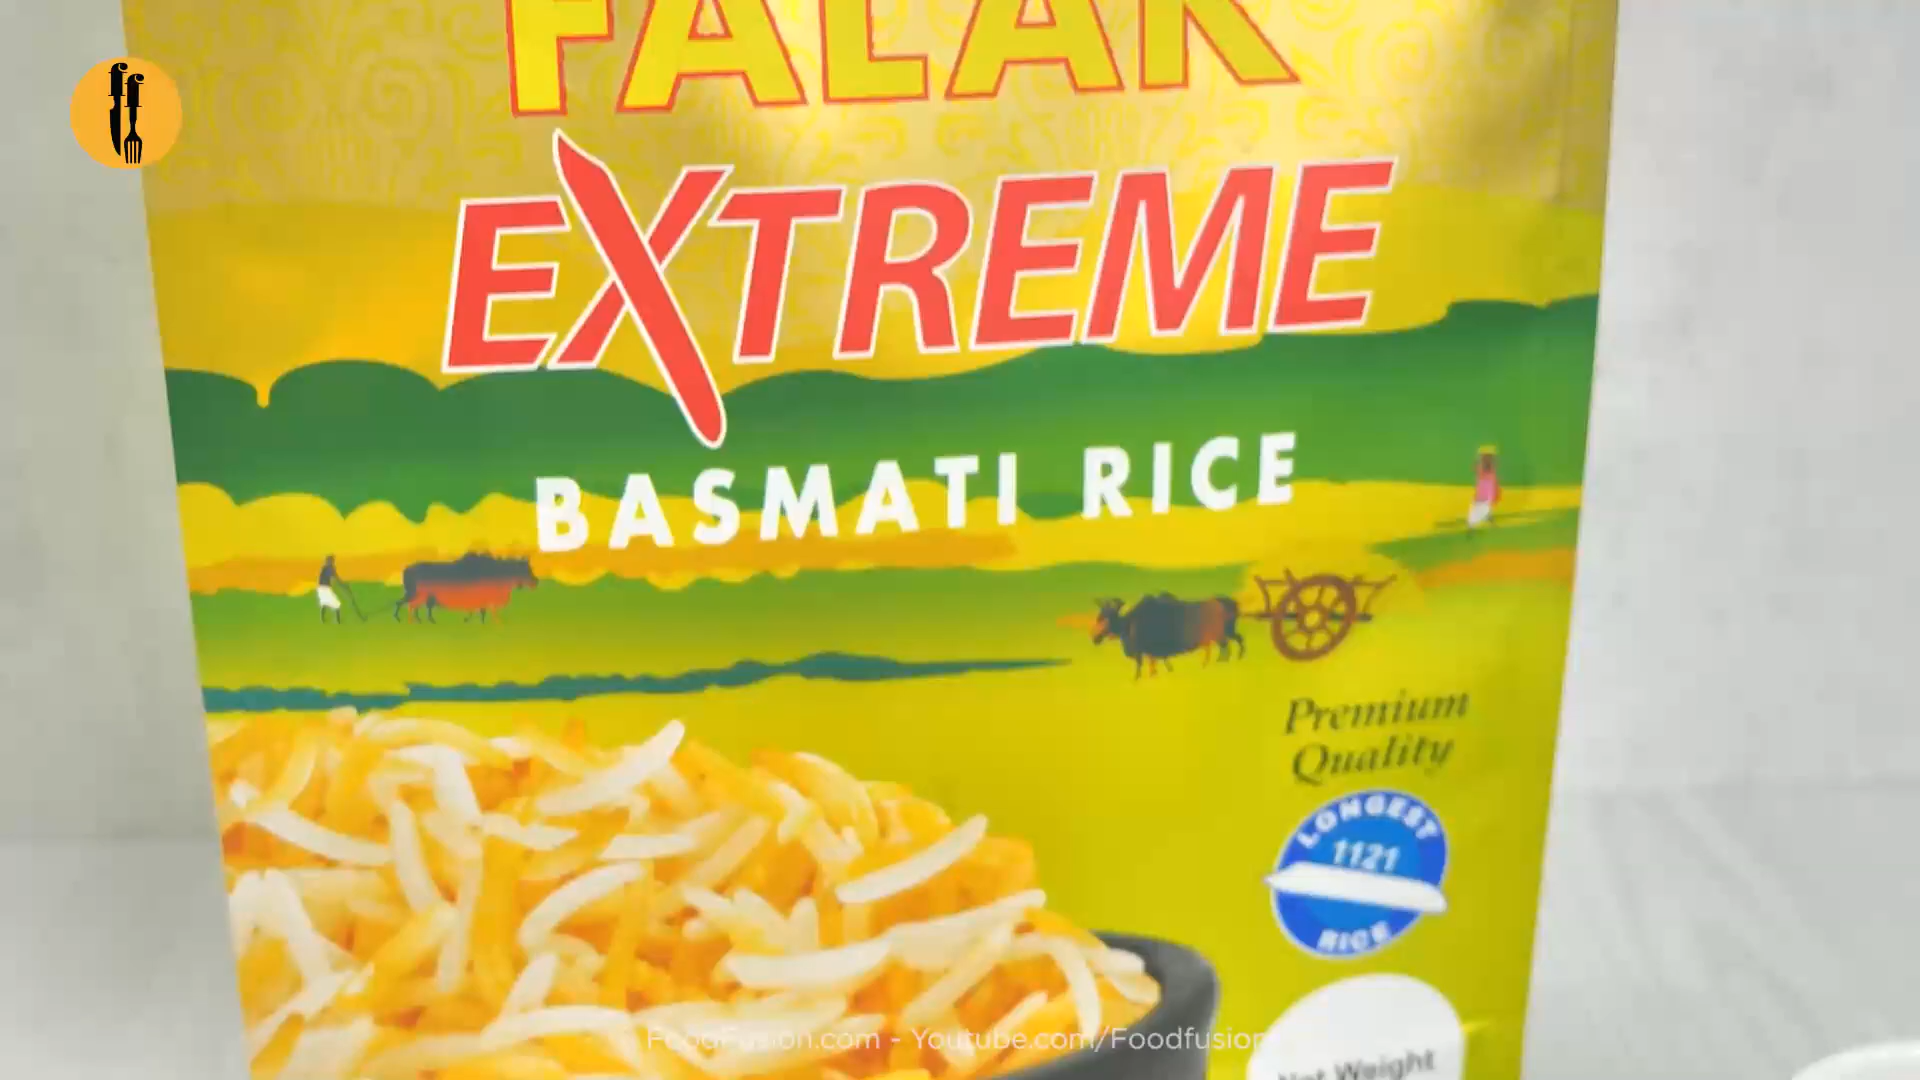 FALAK
EXTREME
BASMATI RICE
Premium
Quality
LONGEST
1121
RICE
Net Weight
FoodFusion.com - Youtube.com/Foodfusion